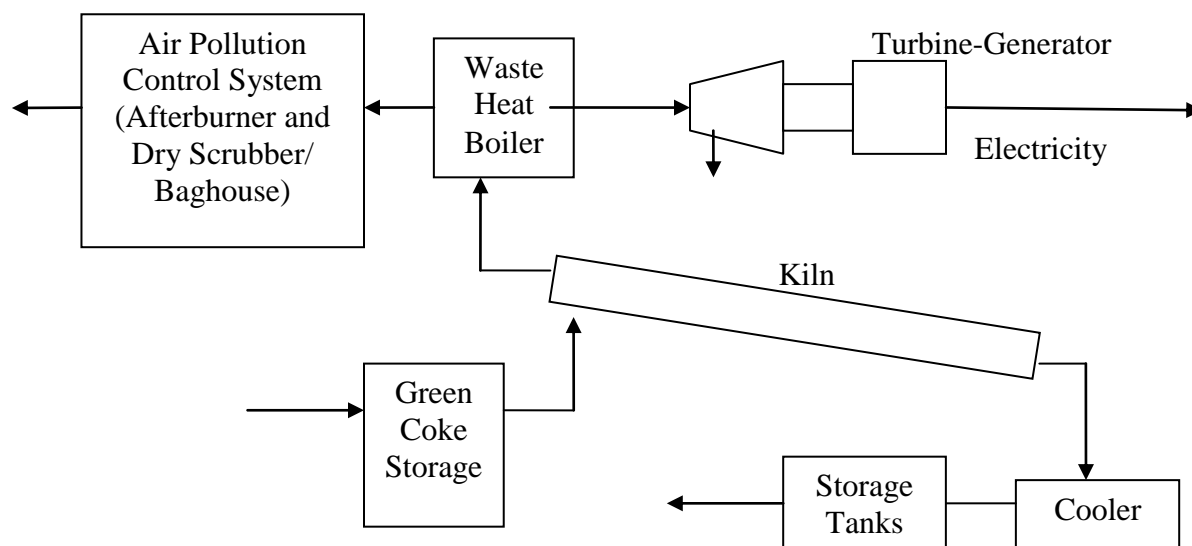 Air Pollution
Control System
(Afterburner and
Dry Scrubber/
Baghouse)
Waste
Heat
Boiler
Turbine-Generator
Electricity
Kiln
Green
Coke
Storage
Storage
Tanks
Cooler